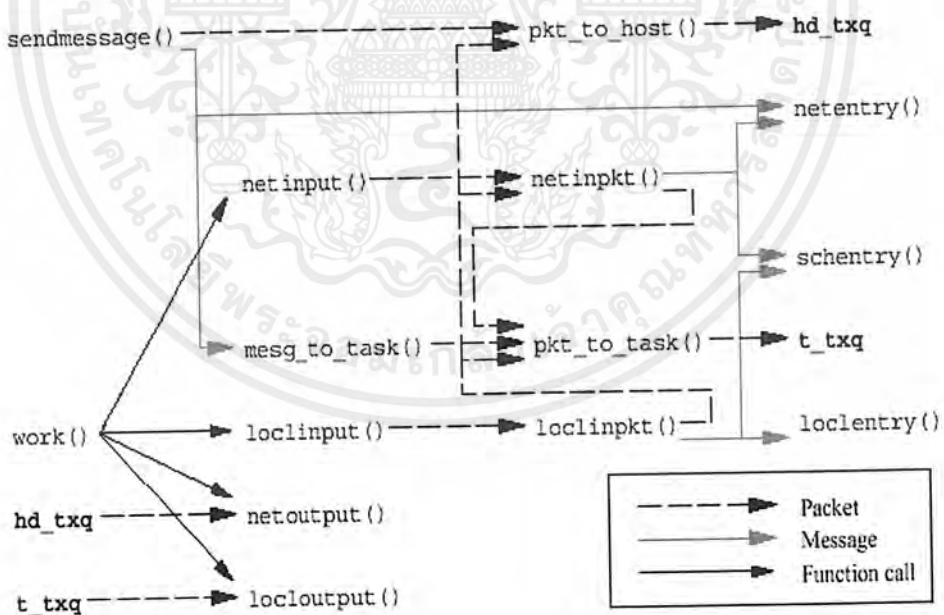 sendmessage() pkt_to_host() hd_txq
netentry()
netinput() netinpkt()
schentry()
mesg_to_task() pkt_to_task() t_txq
work() loclinput() loclinpkt() loclentry()
hd_txq netoutput()
t_txq locloutput()
Packet
Message
Function call